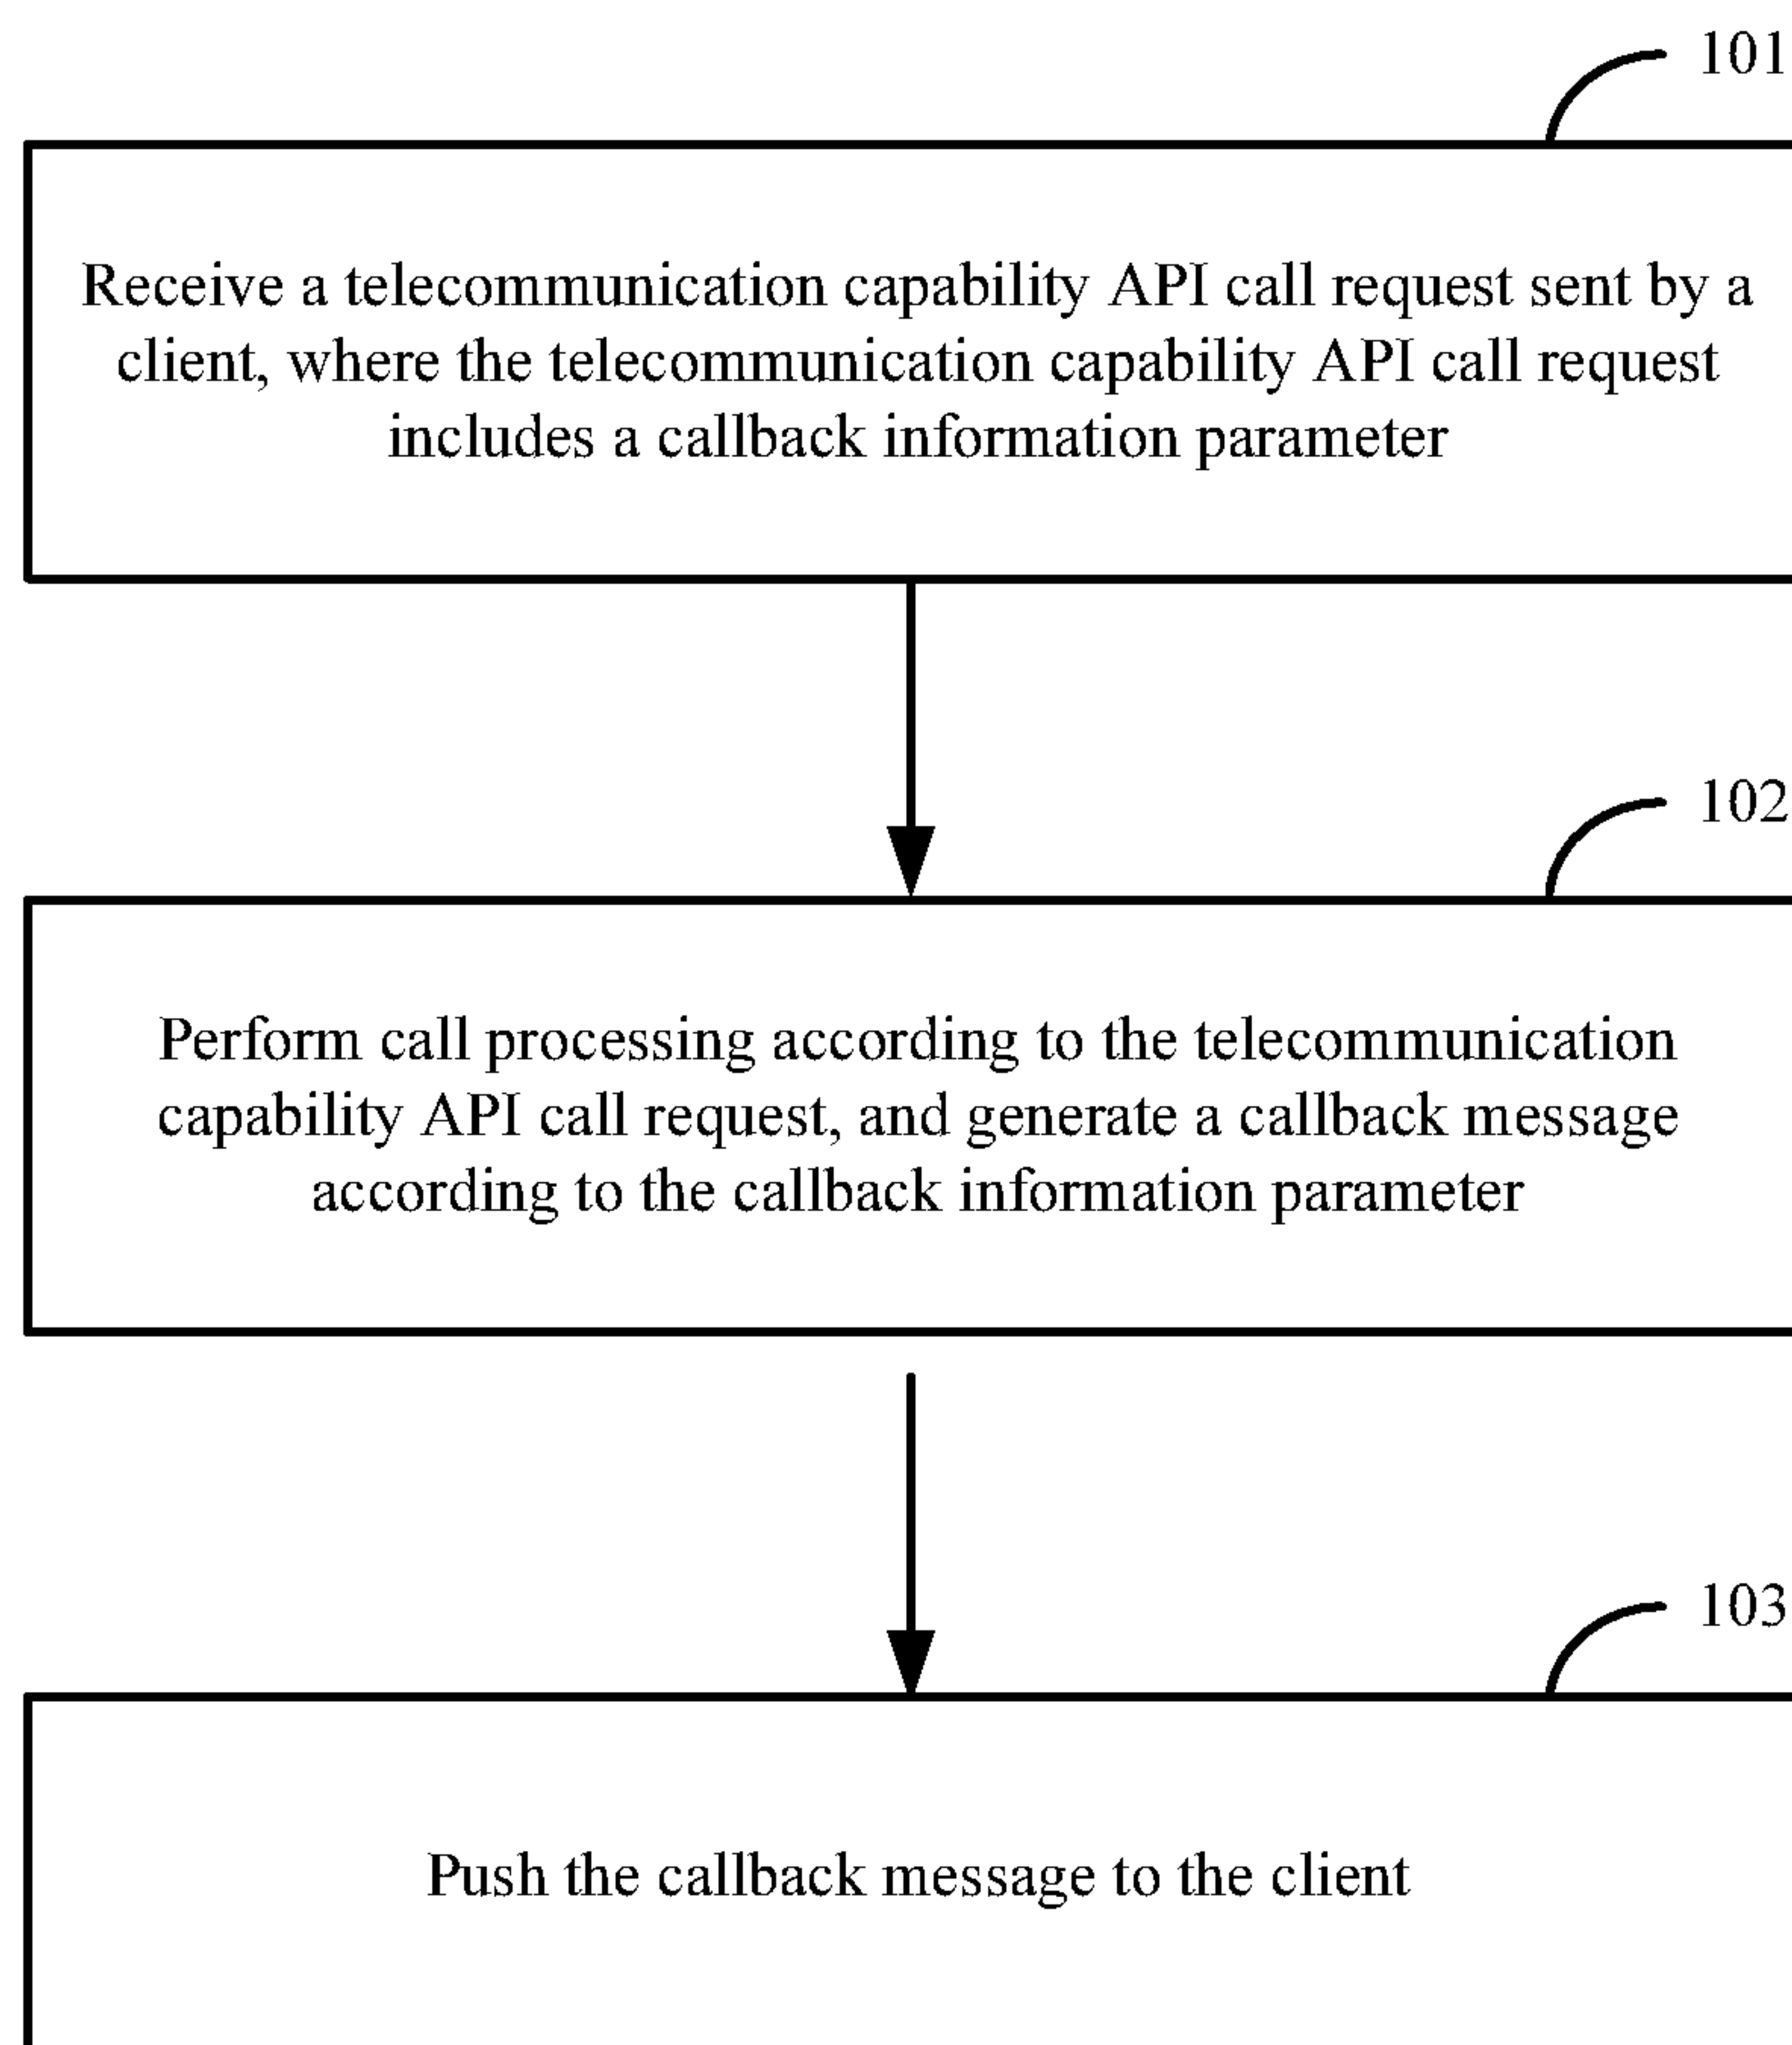 101
Receive a telecommunication capability API call request sent by a
client, where the telecommunication capability API call request
includes a callback information parameter
102
Perform call processing according to the telecommunication
capability API call request, and generate a callback message
according to the callback information parameter
103
Push the callback message to the client